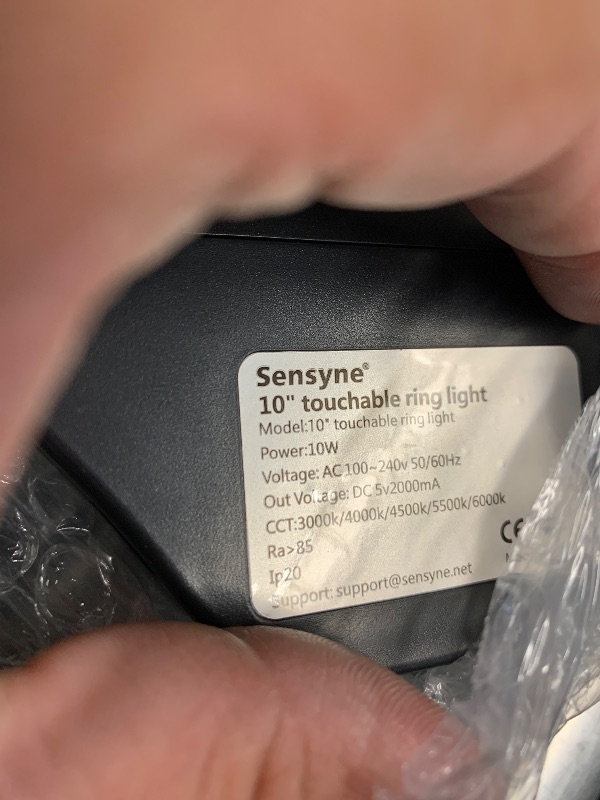 Sensyne®
10" touchable ring light
Model:10" touchable ring light
Power:10W
Voltage: AC 100~240v 50/60Hz
Out Voltage: DC 5v2000mA
CCT:3000k/4000k/4500k/5500k/6000k
Ra>85
CE
Ip20
Support: support@sensyne.net